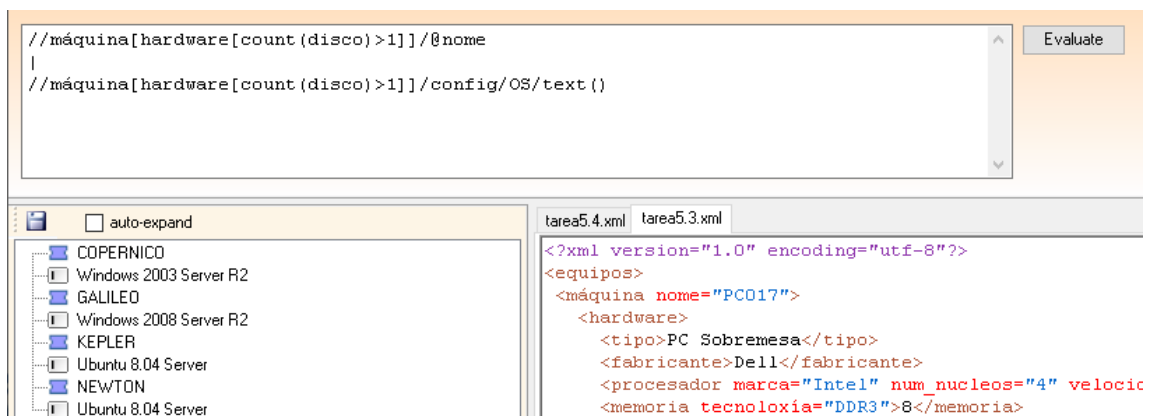 //máquina[hardware[count(disco)>1]]/@nome
|
//máquina[hardware[count(disco)>1]]/config/OS/text()
Evaluate
auto-expand
COPERNICO
Windows 2003 Server R2
GALILEO
Windows 2008 Server R2
KEPLER
Ubuntu 8.04 Server
NEWTON
Ubuntu 8.04 Server
tarea5.4.xml tarea5.3.xml
<?xml version="1.0" encoding="utf-8"?>
<equipos>
<máquina nome="PC017">
<hardware>
<tipo>PC Sobremesa</tipo>
<fabricante>Dell</fabricante>
<procesador marca="Intel" num_nucleos="4" velocid
<memoria tecnoloxía="DDR3">8</memoria>